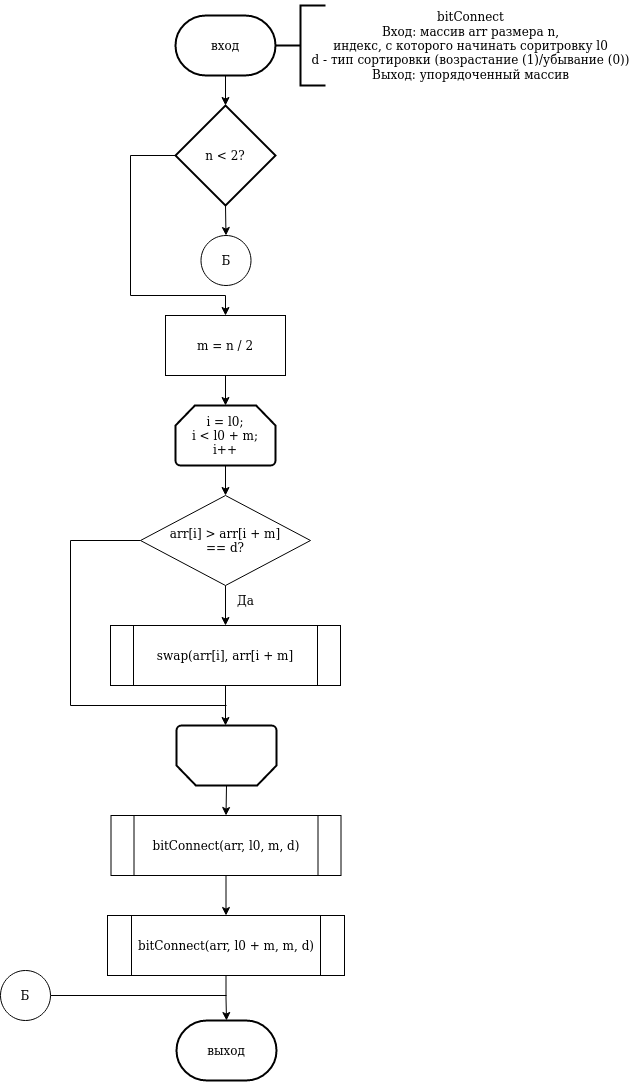 вход
bitConnect
Вход: массив arr размера n,
индекс, с которого начинать соритровку l0
d - тип сортировки (возрастание (1)/убывание (0))
Выход: упорядоченный массив
n < 2?
Б
m = n / 2
i = l0;
i < l0 + m;
i++
arr[i] > arr[i + m]
== d?
Да
swap(arr[i], arr[i + m]
bitConnect(arr, l0, m, d)
bitConnect(arr, l0 + m, m, d)
Б
выход